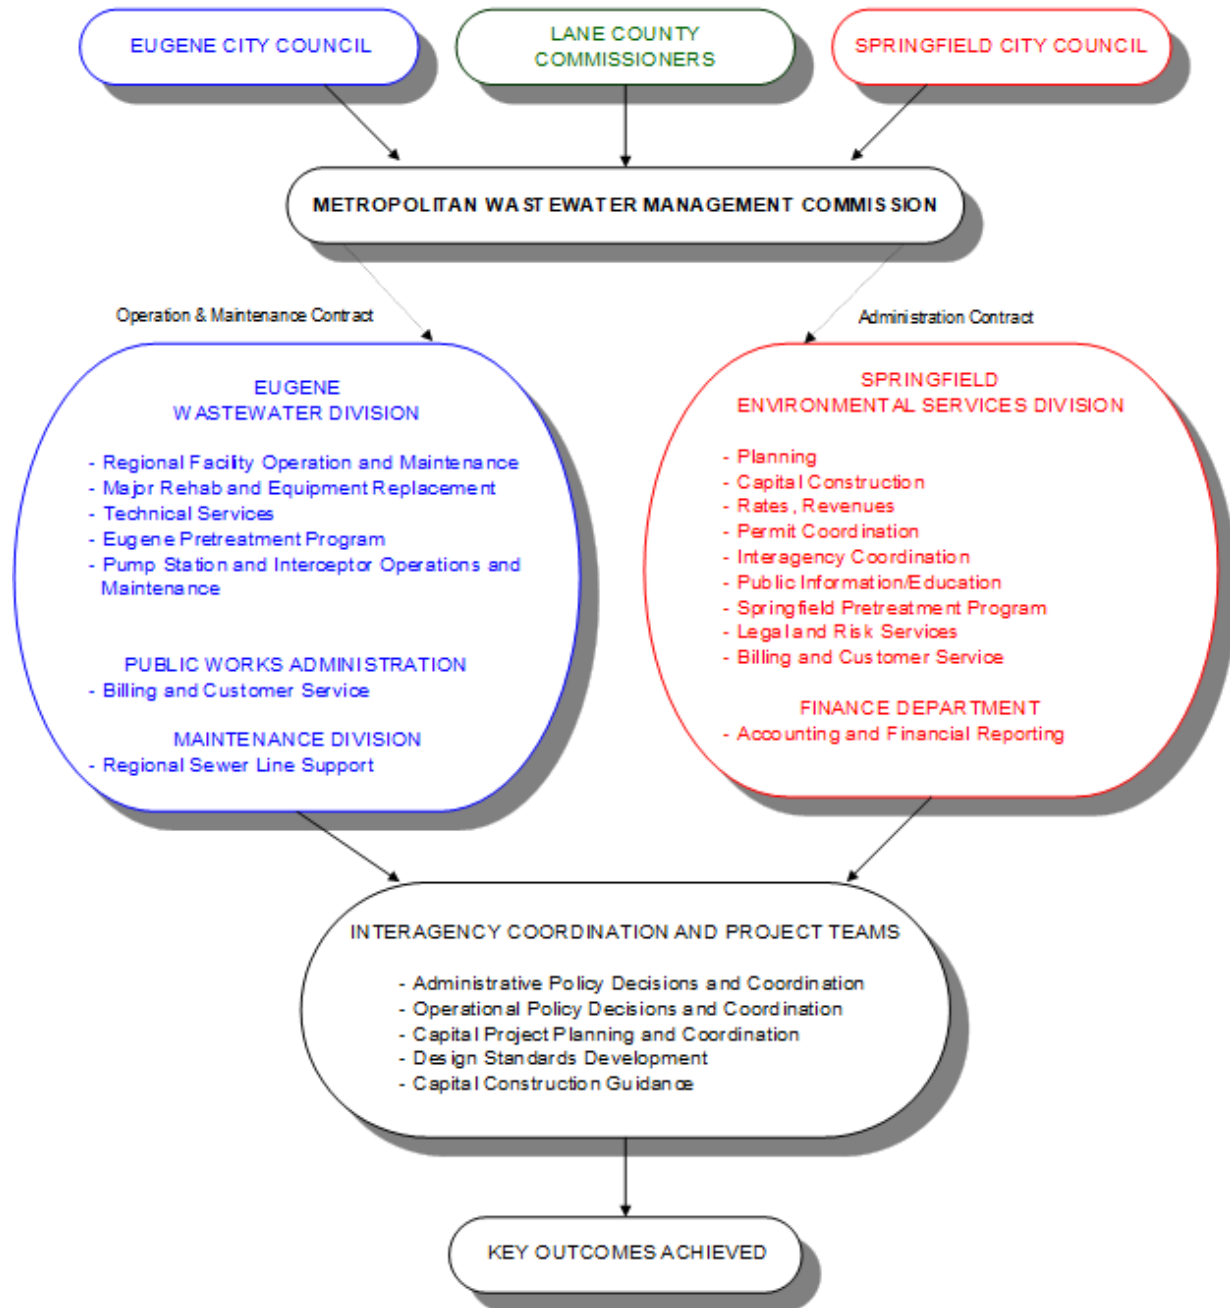 EUGENE CITY COUNCIL
LANE COUNTY
COMMISSIONERS
SPRINGFIELD CITY COUNCIL
METROPOLITAN WASTEWATER MANAGEMENT COMMISSION
Operation & Maintenance Contract
Administration Contract
EUGENE
WASTEWATER DIVISION
- Regional Facility Operation and Maintenance
- Major Rehab and Equipment Replacement
- Technical Services
- Eugene Pretreatment Program
- Pump Station and Interceptor Operations and
Maintenance
PUBLIC WORKS ADMINISTRATION
- Billing and Customer Service
MAINTENANCE DIVISION
- Regional Sewer Line Support
SPRINGFIELD
ENVIRONMENTAL SERVICES DIVISION
- Planning
- Capital Construction
- Rates, Revenues
- Permit Coordination
- Interagency Coordination
- Public Information/Education
- Springfield Pretreatment Program
- Legal and Risk Services
- Billing and Customer Service
FINANCE DEPARTMENT
- Accounting and Financial Reporting
INTERAGENCY COORDINATION AND PROJECT TEAMS
- Administrative Policy Decisions and Coordination
- Operational Policy Decisions and Coordination
- Capital Project Planning and Coordination
- Design Standards Development
- Capital Construction Guidance
KEY OUTCOMES ACHIEVED